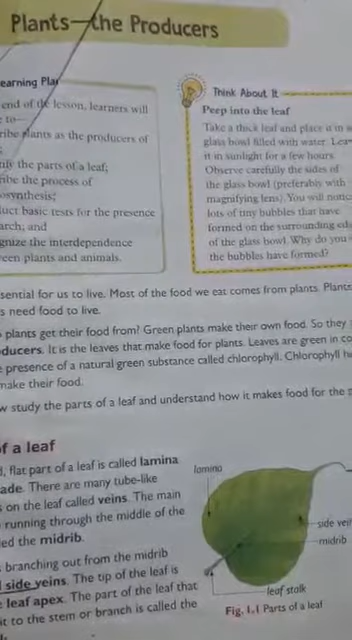 Plants—the Producers
earning Plan
end of the lesson, learners will
to—
ribe plants as the producers of
ify the parts of a leaf;
ribe the process of
osynthesis;
uct basic tests for the presence
arch; and
gnize the interdependence
een plants and animals.
Think About It
Peep into the leaf
Take a thick leaf and place it in a
glass bowl filled with water. Leav
it in sunlight for a few hours.
Observe carefully the sides of
the glass bowl (preferably with
magnifying lens). You will notic
lots of tiny bubbles that have
formed on the surrounding
of the glass bowl. Why do you
the bubbles have formed?
sential for us to live. Most of the food we eat comes from plants. Plants
s need food to live.
plants get their food from? Green plants make their own food. So they
ducers. It is the leaves that make food for plants. Leaves are green in co
e presence of a natural green substance called chlorophyll. Chlorophyll
make their food.
w study the parts of a leaf and understand how it makes food for the
of a leaf
d, flat part of a leaf is called lamina
ade. There are many tube-like
s on the leaf called veins. The main
running through the middle of the
ed the midrib.
branching out from the midrib
side veins. The tip of the leaf is
leaf apex. The part of the leaf that
it to the stem or branch is called the
lamina
side vein
midrib
leaf stalk
Fig. 1.1 Parts of a leaf